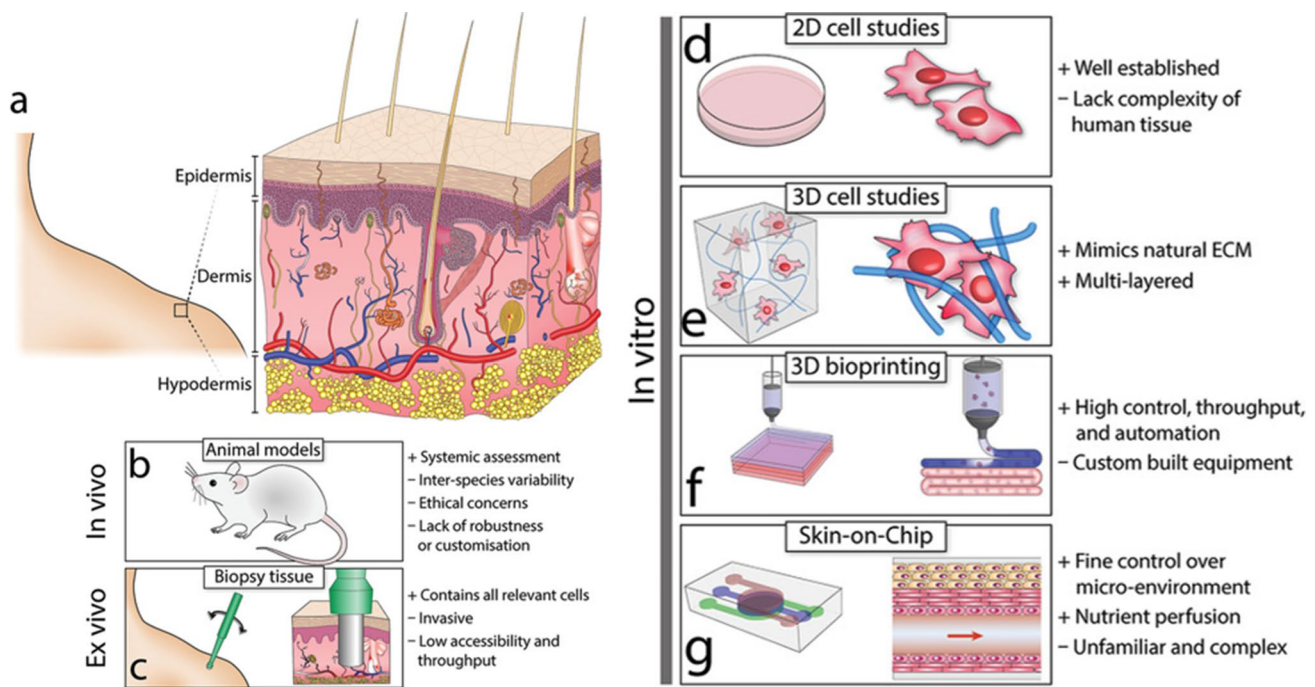 a
Epidermis
Dermis
Hypodermis
In vivo
b
Animal models
+ Systemic assessment
− Inter-species variability
− Ethical concerns
− Lack of robustness
or customisation
Ex vivo
c
Biopsy tissue
+ Contains all relevant cells
− Invasive
− Low accessibility and
throughput
In vitro
d
2D cell studies
+ Well established
− Lack complexity of
human tissue
e
3D cell studies
+ Mimics natural ECM
+ Multi-layered
f
3D bioprinting
+ High control, throughput,
and automation
− Custom built equipment
g
Skin-on-Chip
+ Fine control over
micro-environment
+ Nutrient perfusion
− Unfamiliar and complex